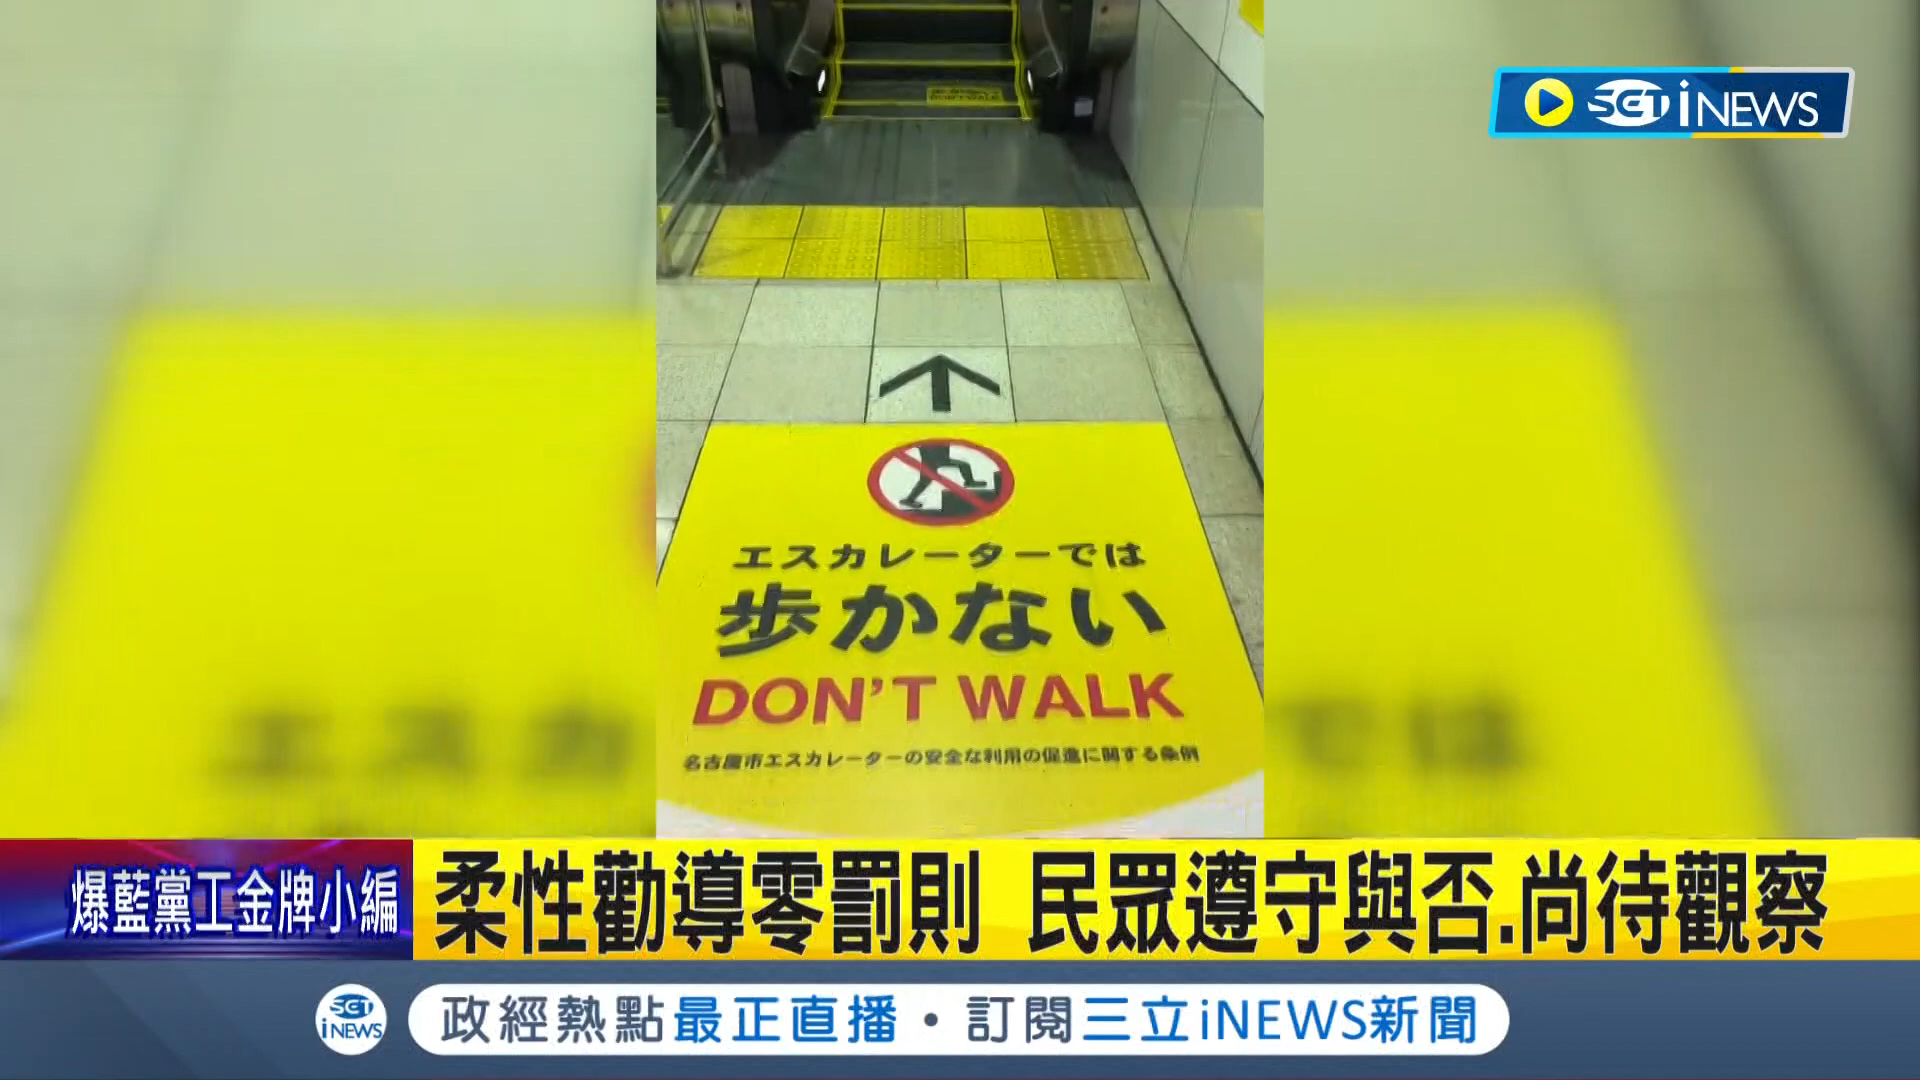 SET iNEWS
エスカレーターでは
歩かない
DON'T WALK
名古屋市エスカレーターの安全な利用の促進に関する条例
爆藍黨工金牌小編
柔性勸導零罰則 民眾遵守與否.尚待觀察
SET iNEWS
政經熱點最正直播・訂閱三立iNEWS新聞